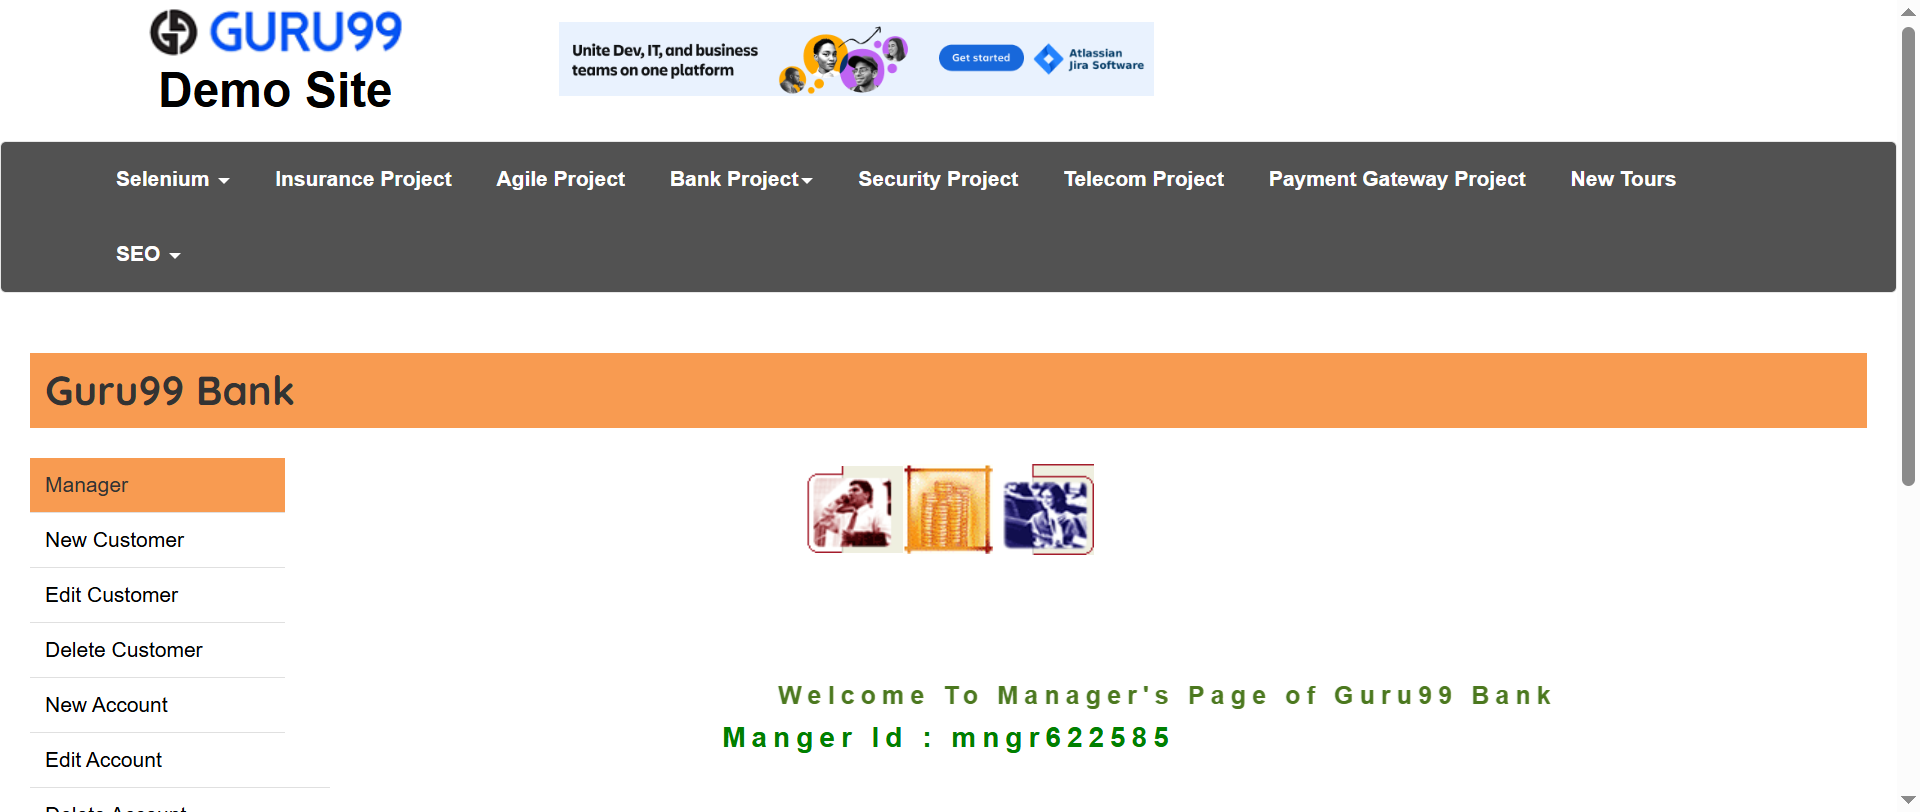 GURU99
Demo Site
Unite Dev, IT, and business
teams on one platform
Get started
Atlassian
Jira Software
Selenium
Insurance Project
Agile Project
Bank Project
Security Project
Telecom Project
Payment Gateway Project
New Tours
SEO
Guru99 Bank
Manager
New Customer
Edit Customer
Delete Customer
New Account
Edit Account
Delete Account
Welcome To Manager's Page of Guru99 Bank
Manger Id : mngr622585